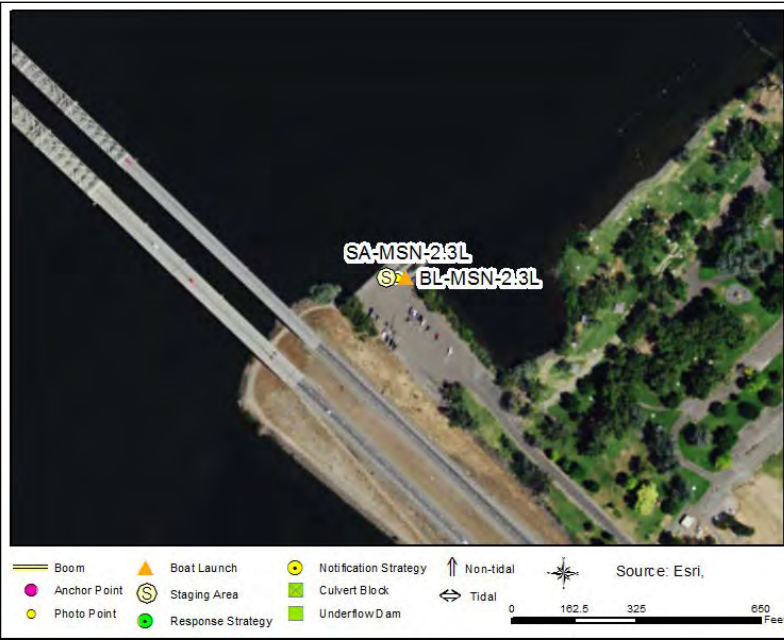 SA-MSN-2.3L
S BL-MSN-2.3L
Boom
Boat Launch
Notification Strategy
Non-tidal
Source: Esri,
Anchor Point
S Staging Area
Culvert Block
Tidal
Photo Point
Response Strategy
Underflow Dam
0 162.5 325 650
Fee